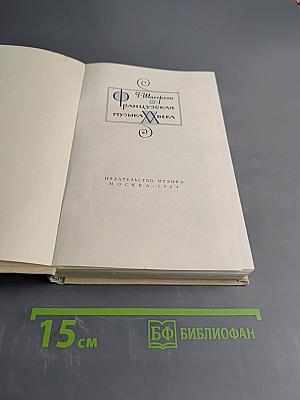 Г. Шнеерсон
Французская
музыка XX века
ИЗДАТЕЛЬСТВО МУЗЫКА
МОСКВА · 1964
15 см
БФ БИБЛИОФАН